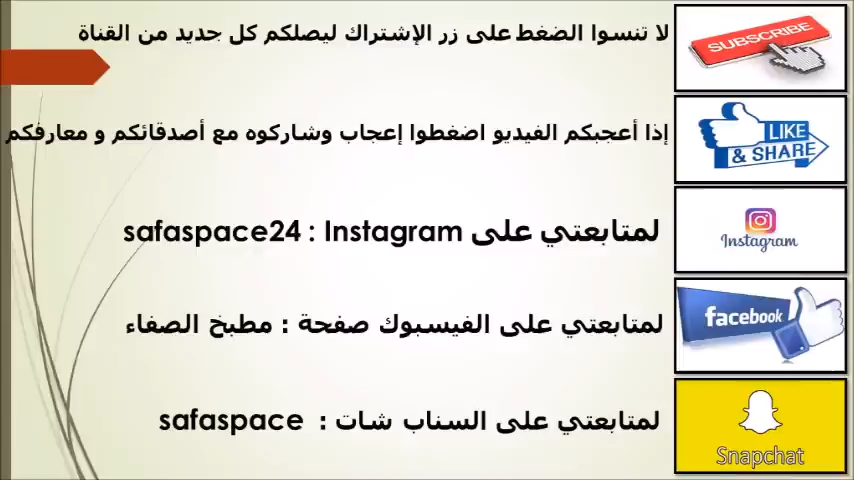 لا تنسوا الضغط على زر الإشتراك ليصلكم كل جديد من القناة
SUBSCRIBE
إذا أعجبكم الفيديو اضغطوا إعجاب وشاركوه مع أصدقائكم و معارفكم
LIKE
& SHARE
لمتابعتي على Instagram : safaspace24
Instagram
لمتابعتي على الفيسبوك صفحة : مطبخ الصفاء
facebook
لمتابعتي على السناب شات : safaspace
Snapchat